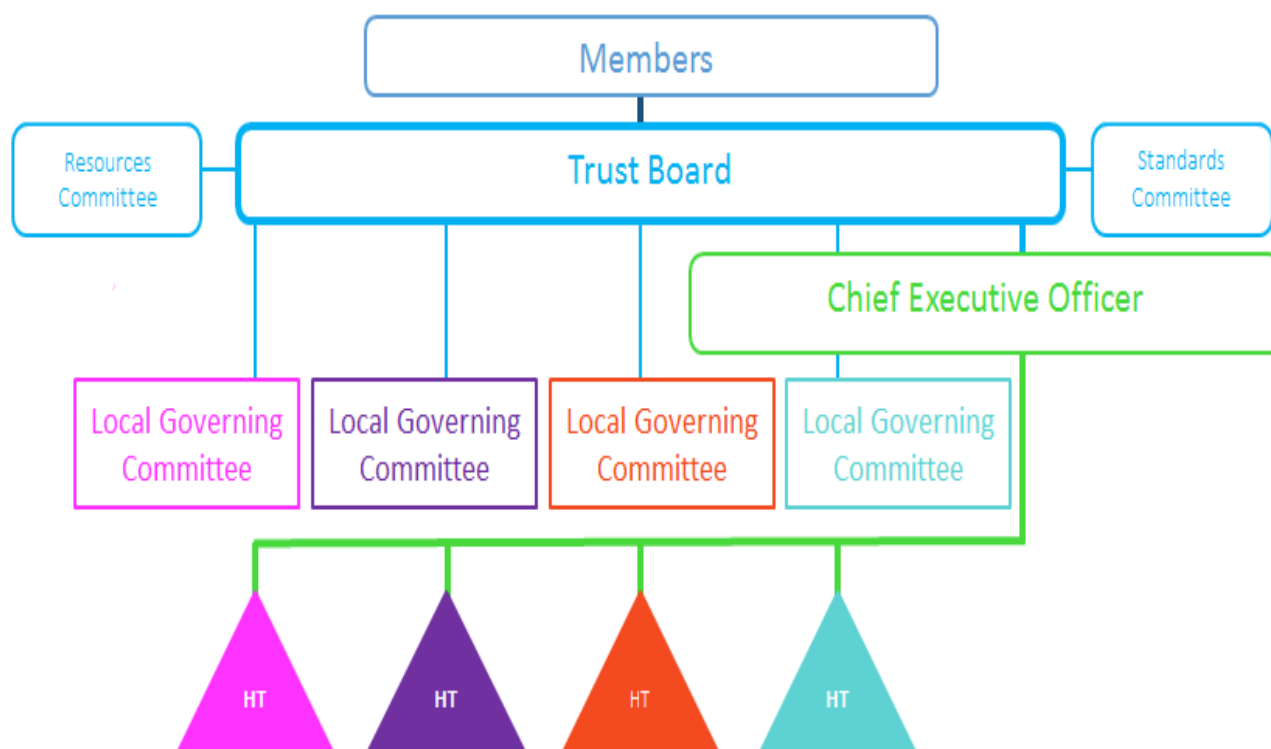 Members
Resources
Committee
Trust Board
Standards
Committee
Chief Executive Officer
Local Governing
Committee
Local Governing
Committee
Local Governing
Committee
Local Governing
Committee
HT
HT
HT
HT